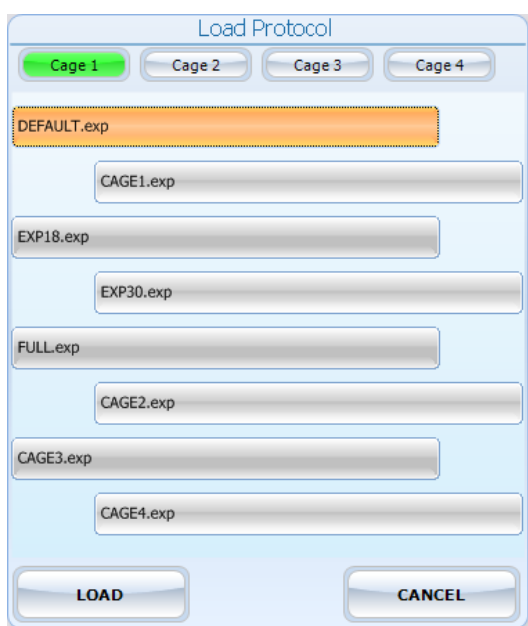 Load Protocol
Cage 1 Cage 2 Cage 3 Cage 4
DEFAULT.exp
CAGE1.exp
EXP18.exp
EXP30.exp
FULL.exp
CAGE2.exp
CAGE3.exp
CAGE4.exp
LOAD CANCEL